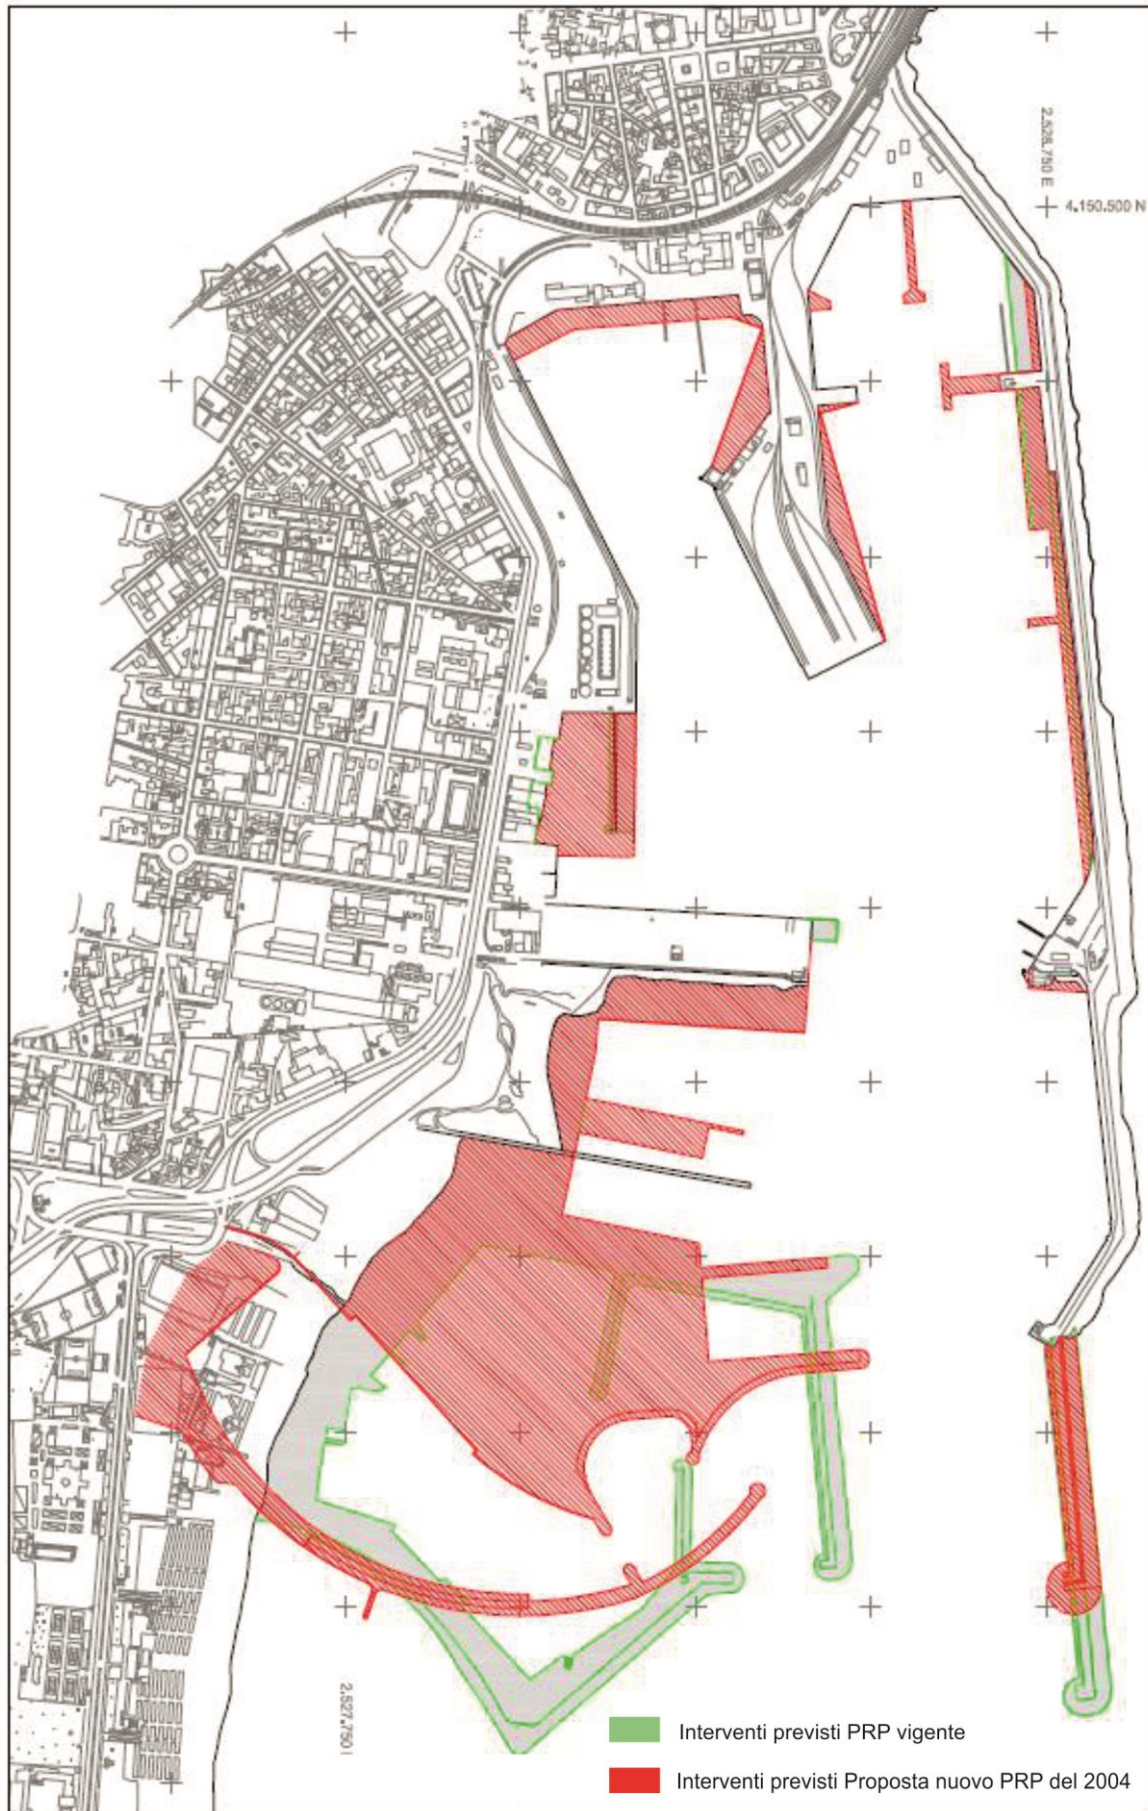 2.528.750 E
4.150.500 N
2.527.750
Interventi previsti PRP vigente
Interventi previsti Proposta nuovo PRP del 2004